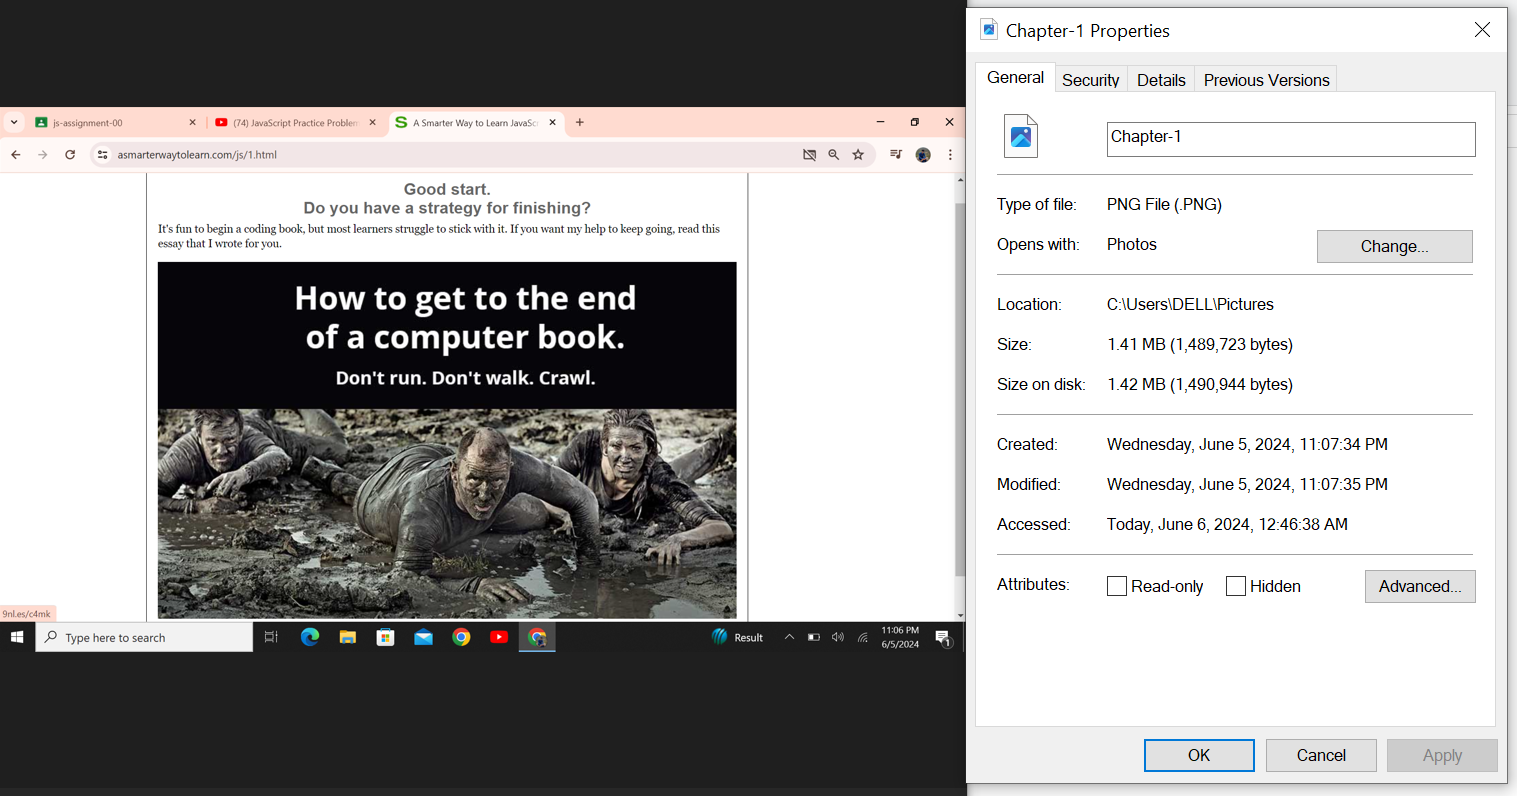 js-assignment-00
(74) JavaScript Practice Problem
A Smarter Way to Learn JavaScr
asmarterwaytolearn.com/js/1.html
Good start.
Do you have a strategy for finishing?
It's fun to begin a coding book, but most learners struggle to stick with it. If you want my help to keep going, read this
essay that I wrote for you.
How to get to the end
of a computer book.
Don't run. Don't walk. Crawl.
9nl.es/c4mk
Type here to search
Result
11:06 PM
6/5/2024
1
Chapter-1 Properties
General Security Details Previous Versions
Chapter-1
Type of file: PNG File (.PNG)
Opens with: Photos Change...
Location: C:\Users\DELL\Pictures
Size: 1.41 MB (1,489,723 bytes)
Size on disk: 1.42 MB (1,490,944 bytes)
Created: Wednesday, June 5, 2024, 11:07:34 PM
Modified: Wednesday, June 5, 2024, 11:07:35 PM
Accessed: Today, June 6, 2024, 12:46:38 AM
Attributes: Read-only Hidden Advanced...
OK Cancel Apply